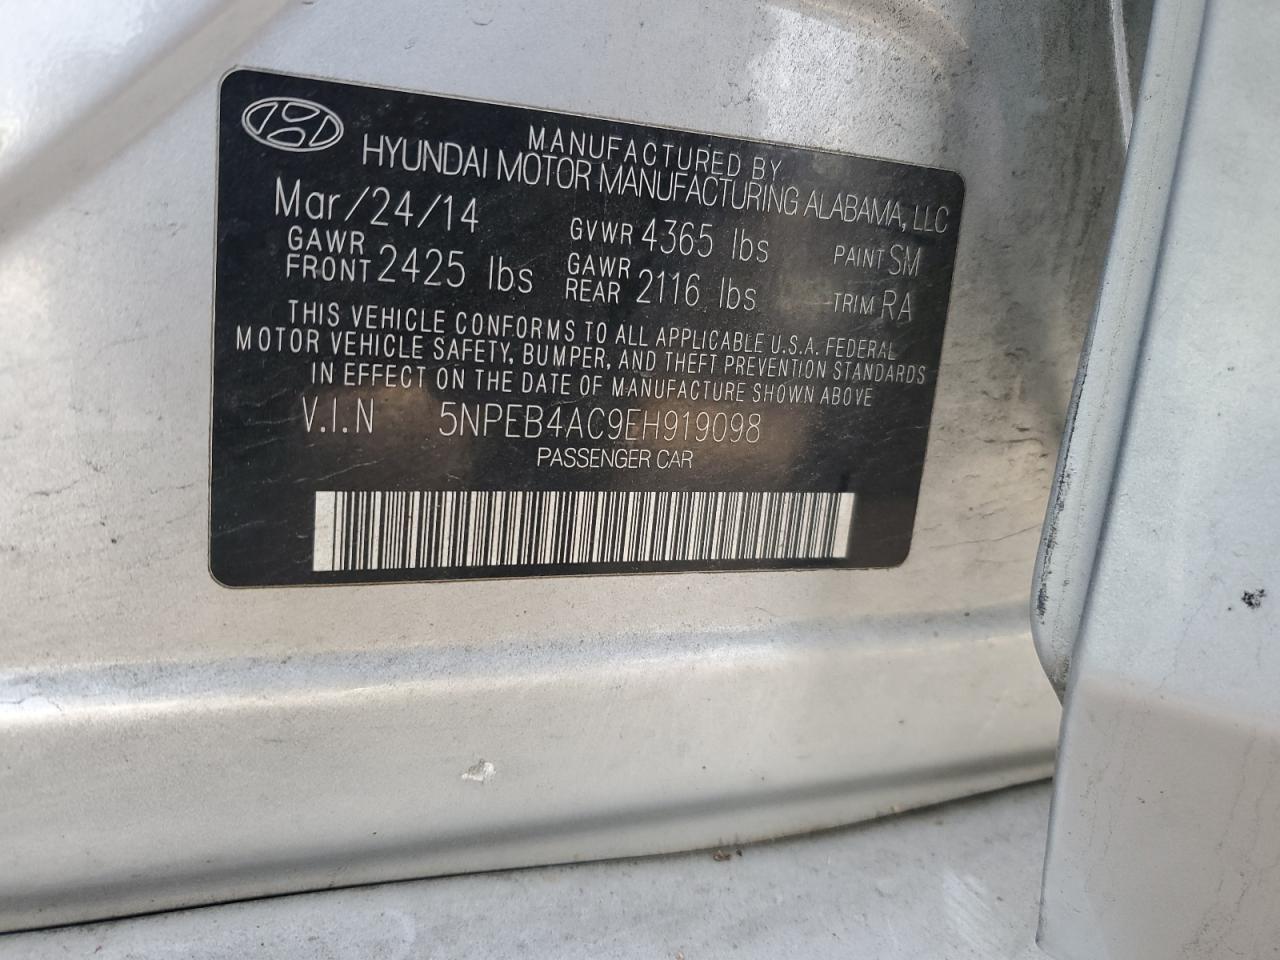 MANUFACTURED BY
HYUNDAI MOTOR MANUFACTURING ALABAMA, LLC
Mar/24/14 GVWR 4365 lbs PAINT SM
GAWR FRONT 2425 lbs GAWR REAR 2116 lbs TRIM RA
THIS VEHICLE CONFORMS TO ALL APPLICABLE U.S.A. FEDERAL
MOTOR VEHICLE SAFETY, BUMPER, AND THEFT PREVENTION STANDARDS
IN EFFECT ON THE DATE OF MANUFACTURE SHOWN ABOVE
V.I.N 5NPEB4AC9EH919098
PASSENGER CAR